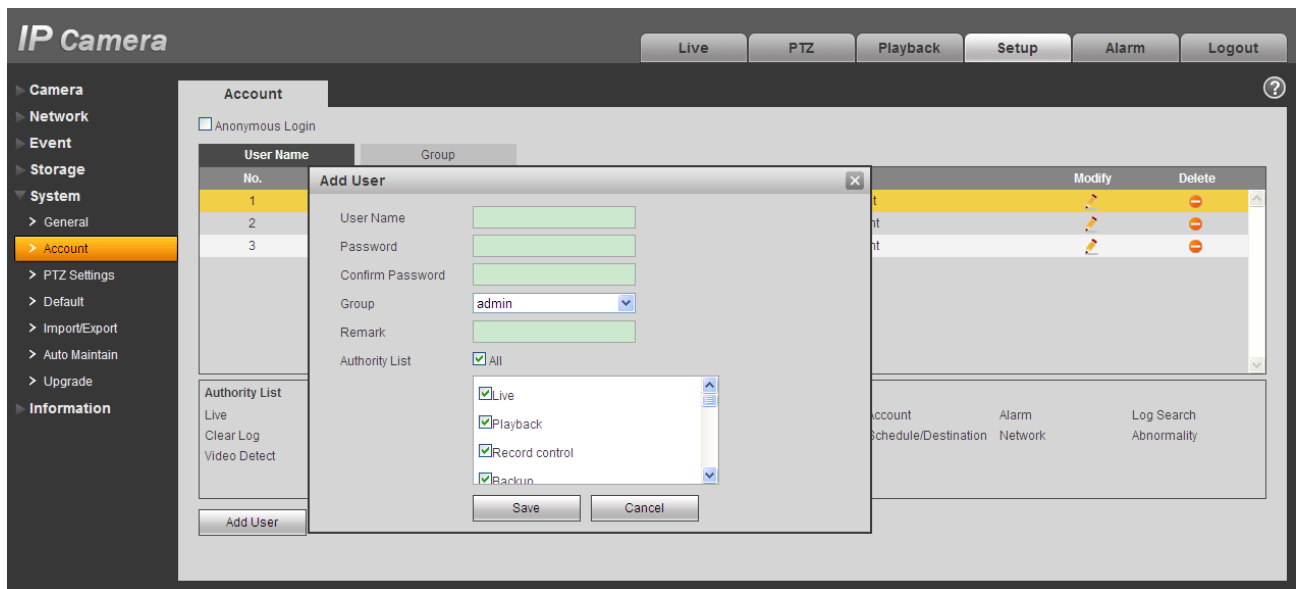 IP Camera
Live PTZ Playback Setup Alarm Logout
Camera
Network
Event
Storage
System
> General
> Account
> PTZ Settings
> Default
> Import/Export
> Auto Maintain
> Upgrade
Information
Account
?
Anonymous Login
User Name Group
No. Modify Delete
1
2
3
Add User
User Name
Password
Confirm Password
Group admin
Remark
Authority List All
Live
Playback
Record control
Backup
Save Cancel
Authority List
Live Account Alarm Log Search
Clear Log Schedule/Destination Network Abnormality
Video Detect
Add User